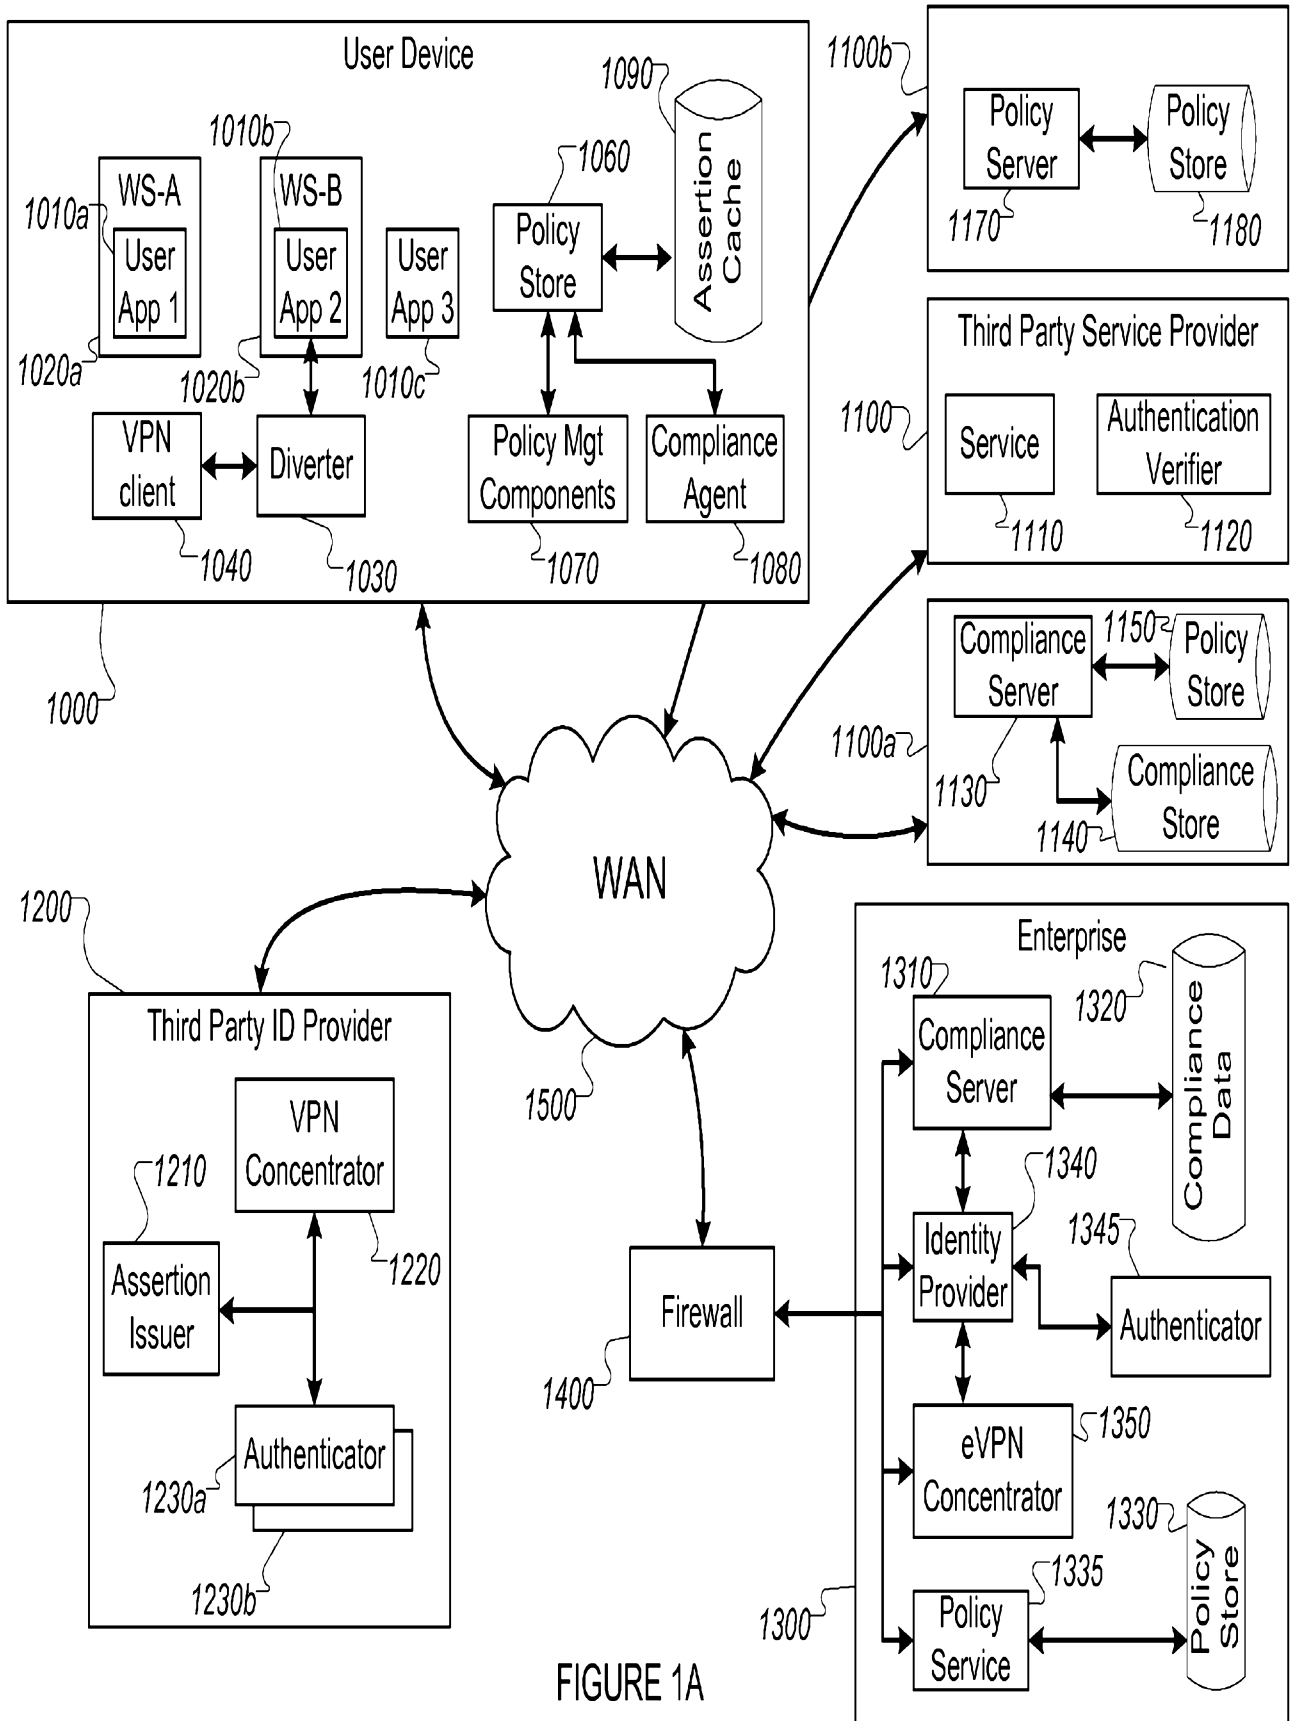 User Device
1090
1010b
1060
WS-A
WS-B
1010a
User
App 1
User
App 2
User
App 3
Policy
Store
Assertion
Cache
1020a
1020b
1010c
VPN
client
Diverter
Policy Mgt
Components
Compliance
Agent
1040
1030
1070
1080
1000
1100b
Policy
Server
Policy
Store
1170
1180
Third Party Service Provider
1100
Service
Authentication
Verifier
1110
1120
Compliance
Server
1150
Policy
Store
1100a
1130
Compliance
Store
1140
WAN
1500
1200
Third Party ID Provider
VPN
Concentrator
1210
1220
Assertion
Issuer
Authenticator
1230a
1230b
Firewall
1400
Enterprise
1310
1320
Compliance
Server
Compliance
Data
1340
Identity
Provider
1345
Authenticator
eVPN
Concentrator
1350
1330
1335
Policy
Service
Policy
Store
1300
FIGURE 1A